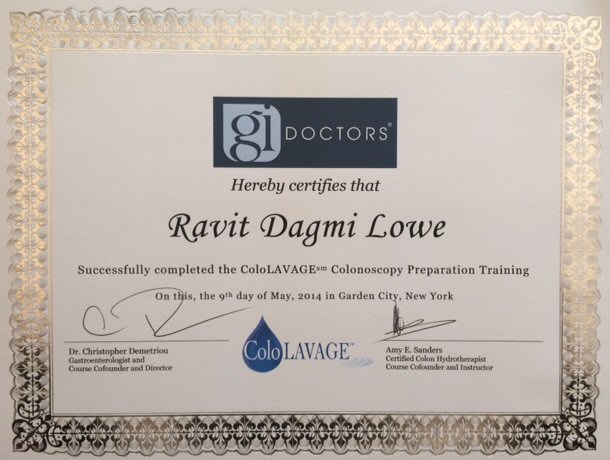 gi DOCTORS®
Hereby certifies that
Ravit Dagmi Lowe
Successfully completed the ColoLAVAGE℠ Colonoscopy Preparation Training
On this, the 9th day of May, 2014 in Garden City, New York
Dr. Christopher Demetriou
Gastroenterologist and
Course Cofounder and Director
ColoLAVAGE™
Amy E. Sanders
Certified Colon Hydrotherapist
Course Cofounder and Instructor